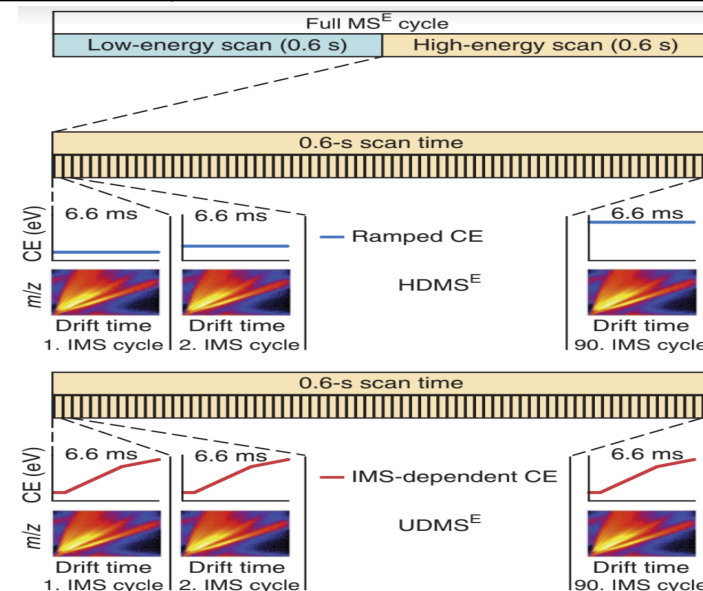 Full MS^E cycle
Low-energy scan (0.6 s) High-energy scan (0.6 s)
0.6-s scan time
CE (eV) 6.6 ms 6.6 ms 6.6 ms
Ramped CE
m/z HDMS^E
Drift time Drift time Drift time
1. IMS cycle 2. IMS cycle 90. IMS cycle
0.6-s scan time
CE (eV) 6.6 ms 6.6 ms 6.6 ms
IMS-dependent CE
m/z UDMS^E
Drift time Drift time Drift time
1. IMS cycle 2. IMS cycle 90. IMS cycle